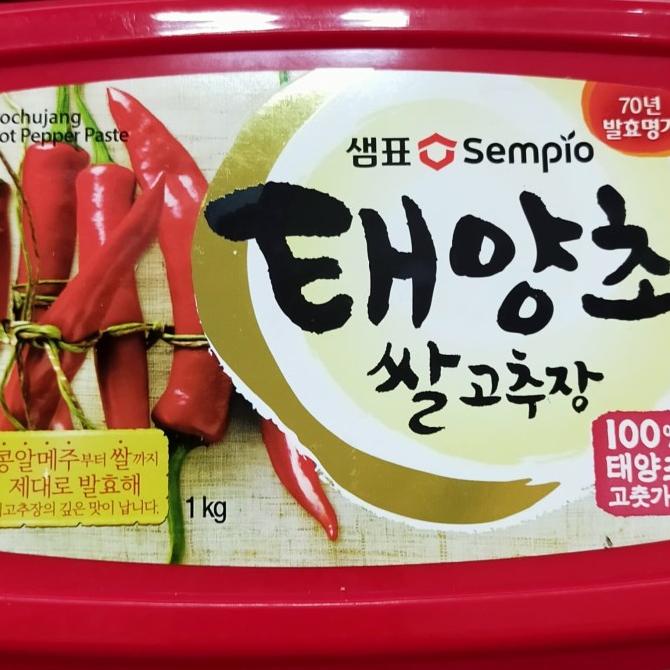 ochujang
ot Pepper Paste
70년
발효명가
샘표 Sempio
태양초
쌀고추장
100%
태양초
고춧가
콩알메주부터 쌀까지
제대로 발효해
고추장의 깊은 맛이 납니다.
1 kg